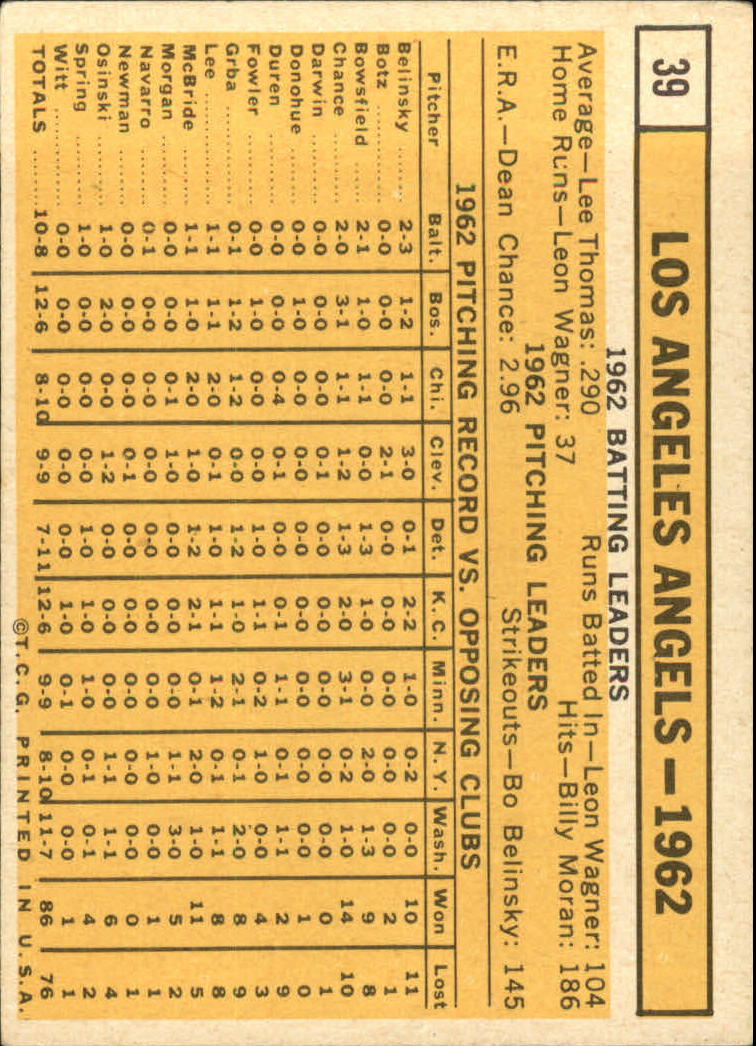 39 LOS ANGELES ANGELS—1962
1962 BATTING LEADERS
Average—Lee Thomas: .290 Runs Batted In—Leon Wagner: 104
Home Runs—Leon Wagner: 37 Hits—Billy Moran: 186
1962 PITCHING LEADERS
E.R.A.—Dean Chance: 2.96 Strikeouts—Bo Belinsky: 145
1962 PITCHING RECORD VS. OPPOSING CLUBS
Pitcher Balt. Bos. Chi. Clev. Det. K.C. Minn. N.Y. Wash. Won Lost
Belinsky ........ 2-3 1-2 1-1 3-0 0-1 2-2 1-0 0-2 0-0 10 11
Botz .............. 0-0 0-0 0-0 2-1 0-0 0-0 0-0 0-0 0-0 2 1
Bowsfield ...... 2-1 1-0 1-1 0-0 1-3 1-0 0-0 2-0 1-3 9 8
Chance .......... 2-0 3-1 1-1 1-2 1-3 2-0 3-1 0-2 1-0 14 10
Darwin .......... 0-0 0-0 0-0 0-1 0-0 0-0 0-0 0-0 0-0 0 1
Donohue ........ 0-0 1-0 0-0 0-0 0-0 0-0 0-0 0-0 0-0 1 0
Duren ............ 0-0 0-0 0-4 0-1 0-0 0-1 1-1 0-1 1-1 2 9
Fowler .......... 0-0 1-0 0-0 0-0 1-0 1-1 0-2 1-0 0-0 4 3
Grba .............. 0-1 1-2 1-2 0-0 1-2 1-0 2-1 0-1 2-0 8 9
Lee ................ 1-1 1-1 2-0 0-1 1-0 1-1 1-2 0-1 1-1 8 8
McBride ........ 1-1 1-0 2-0 1-0 1-2 2-1 0-1 2-0 1-0 11 5
Morgan .......... 0-0 0-0 0-1 1-0 0-0 0-0 0-0 1-1 3-0 5 2
Navarro ........ 0-1 0-0 0-0 0-0 0-0 0-0 0-0 1-0 0-0 1 1
Newman ........ 0-0 0-0 0-0 0-1 0-0 0-0 0-0 0-0 0-0 0 1
Osinski .......... 1-0 2-0 0-0 1-2 0-0 0-0 0-0 1-1 1-1 6 4
Spring ............ 1-0 0-0 0-0 0-0 1-0 1-0 1-0 0-1 0-1 4 2
Witt .............. 0-0 0-0 0-0 0-0 0-0 1-0 0-1 0-0 0-0 1 1
TOTALS ........ 10-8 12-6 8-10 9-9 7-11 12-6 9-9 8-10 11-7 86 76
©T.C.G. PRINTED IN U.S.A.